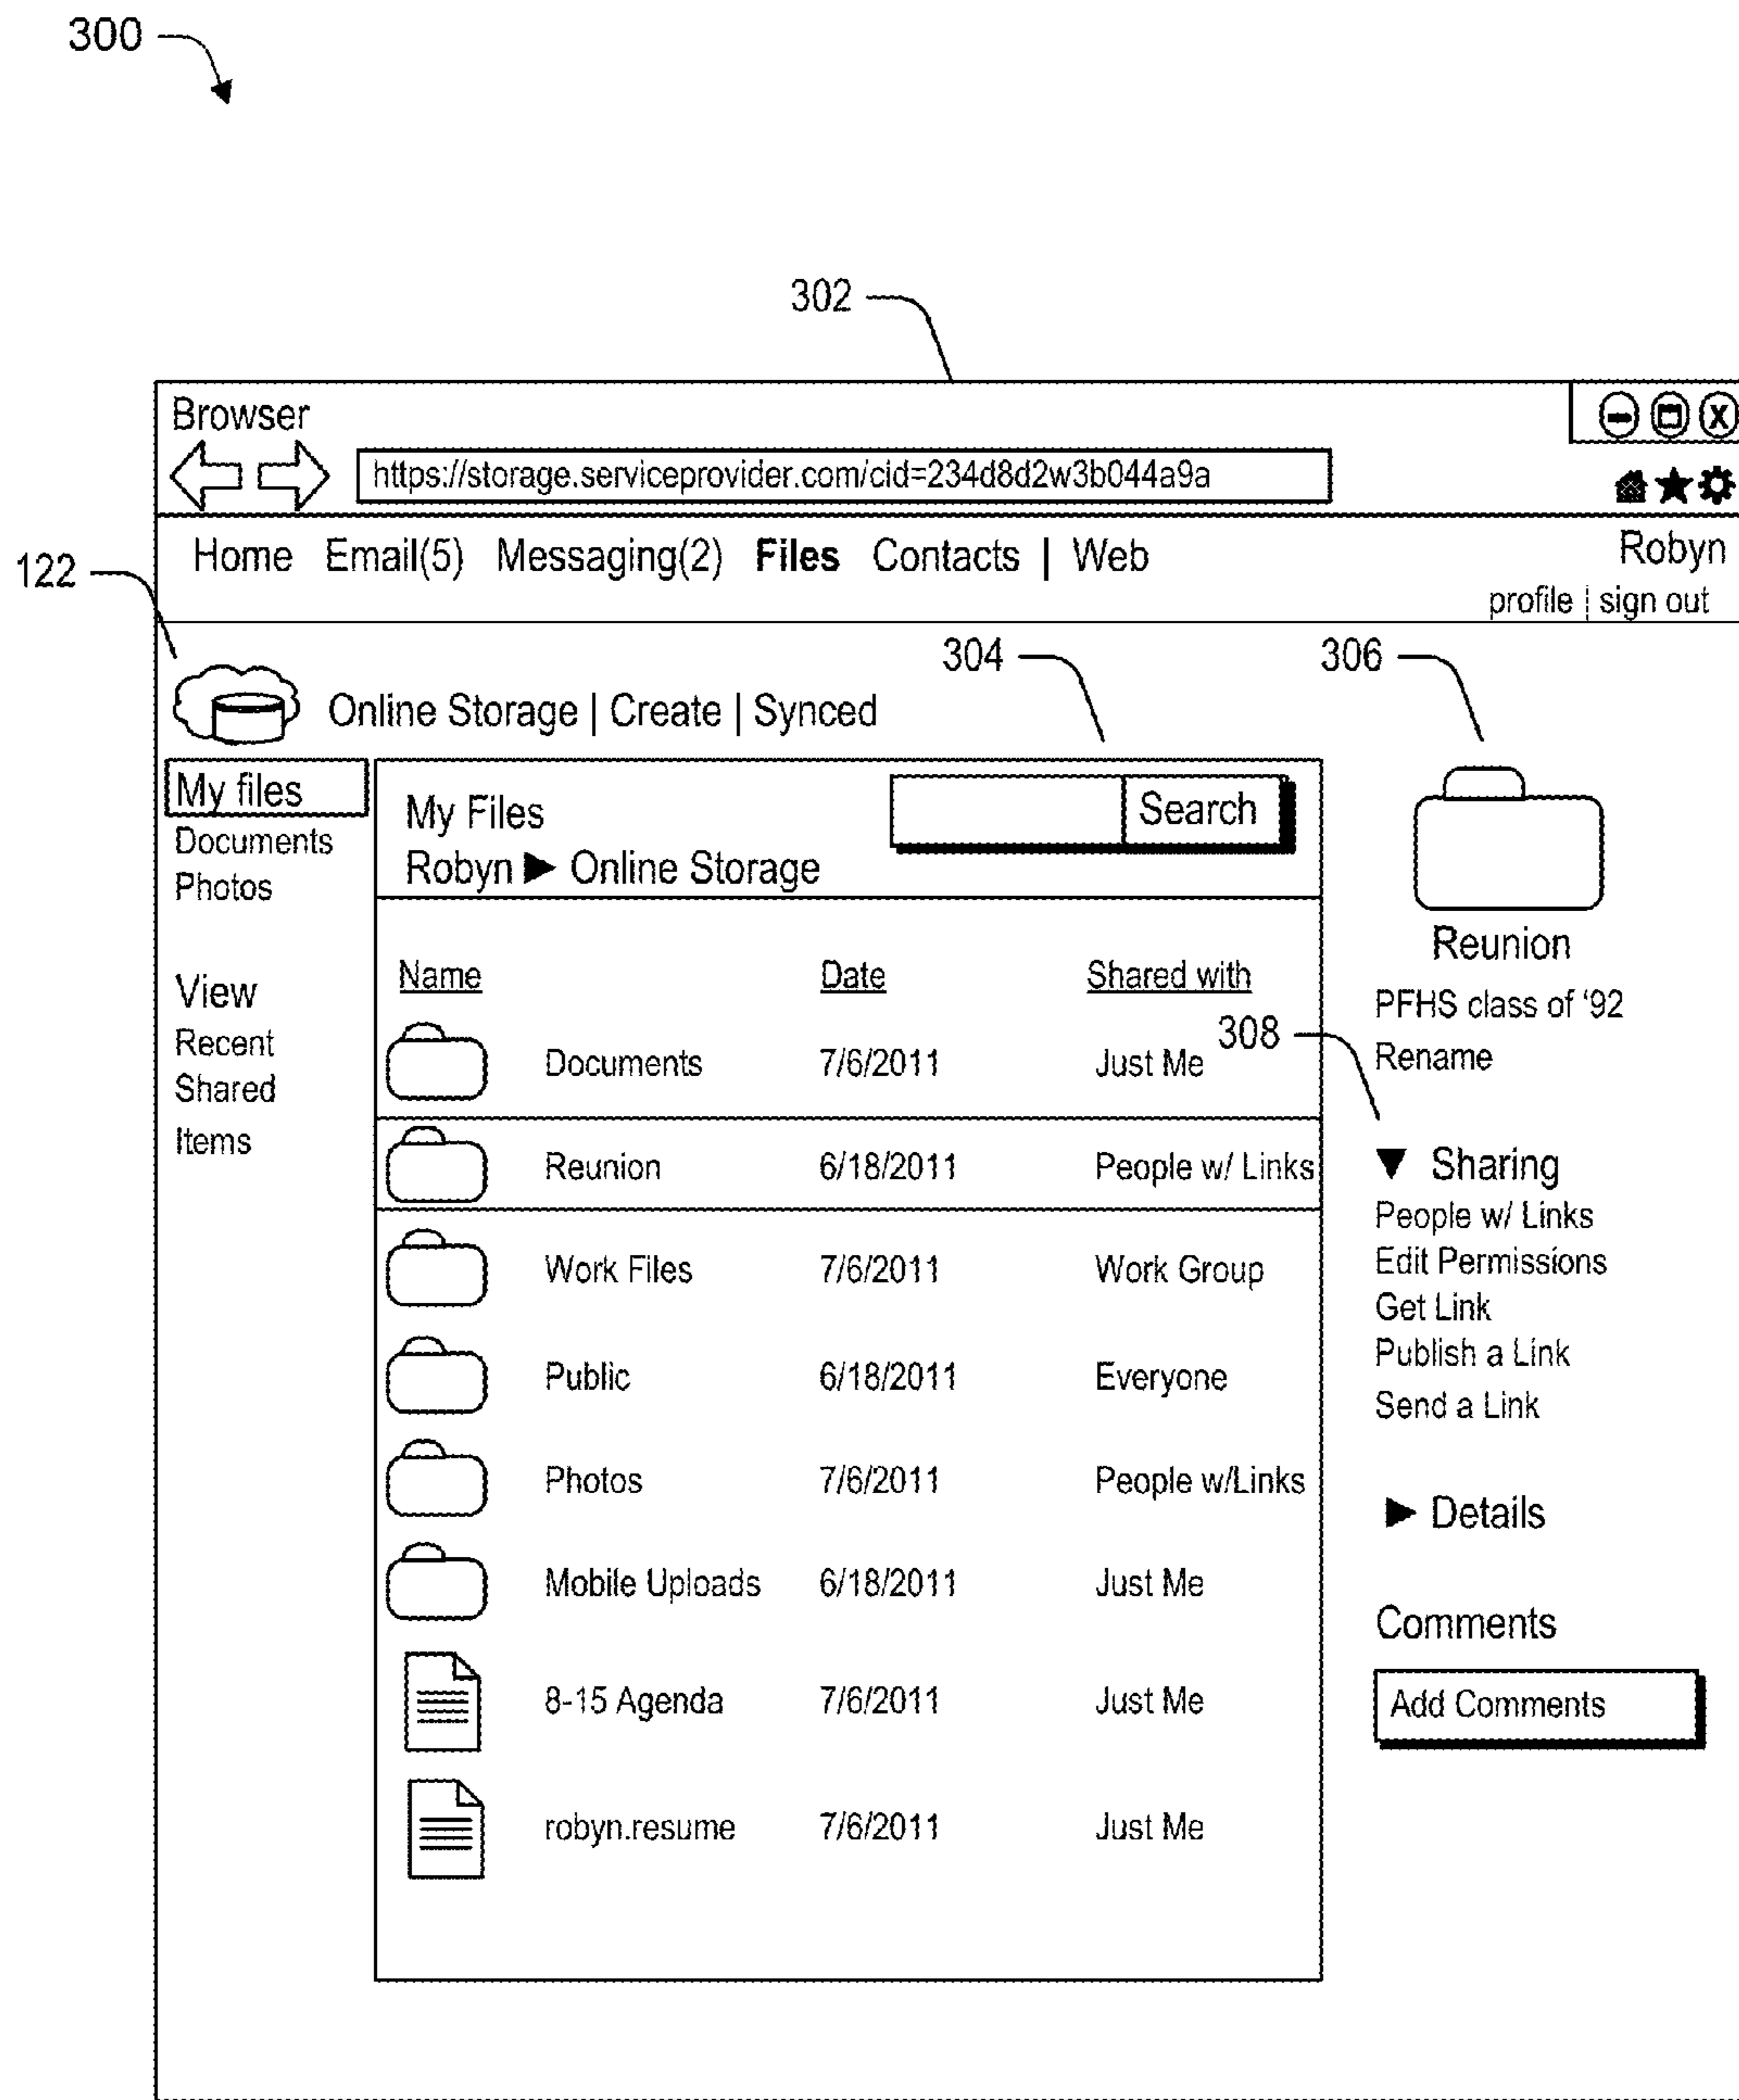 300
302
Browser
https://storage.serviceprovider.com/cid=234d8d2w3b044a9a
Home Email(5) Messaging(2) Files Contacts | Web
Robyn
profile | sign out
122
304
306
Online Storage | Create | Synced
My files
Documents
Photos
View
Recent
Shared
Items
My Files
Search
Robyn ▶ Online Storage
Name Date Shared with
Documents 7/6/2011 Just Me
Reunion 6/18/2011 People w/ Links
Work Files 7/6/2011 Work Group
Public 6/18/2011 Everyone
Photos 7/6/2011 People w/Links
Mobile Uploads 6/18/2011 Just Me
8-15 Agenda 7/6/2011 Just Me
robyn.resume 7/6/2011 Just Me
Reunion
PFHS class of '92
Rename
308
▼ Sharing
People w/ Links
Edit Permissions
Get Link
Publish a Link
Send a Link
▶ Details
Comments
Add Comments